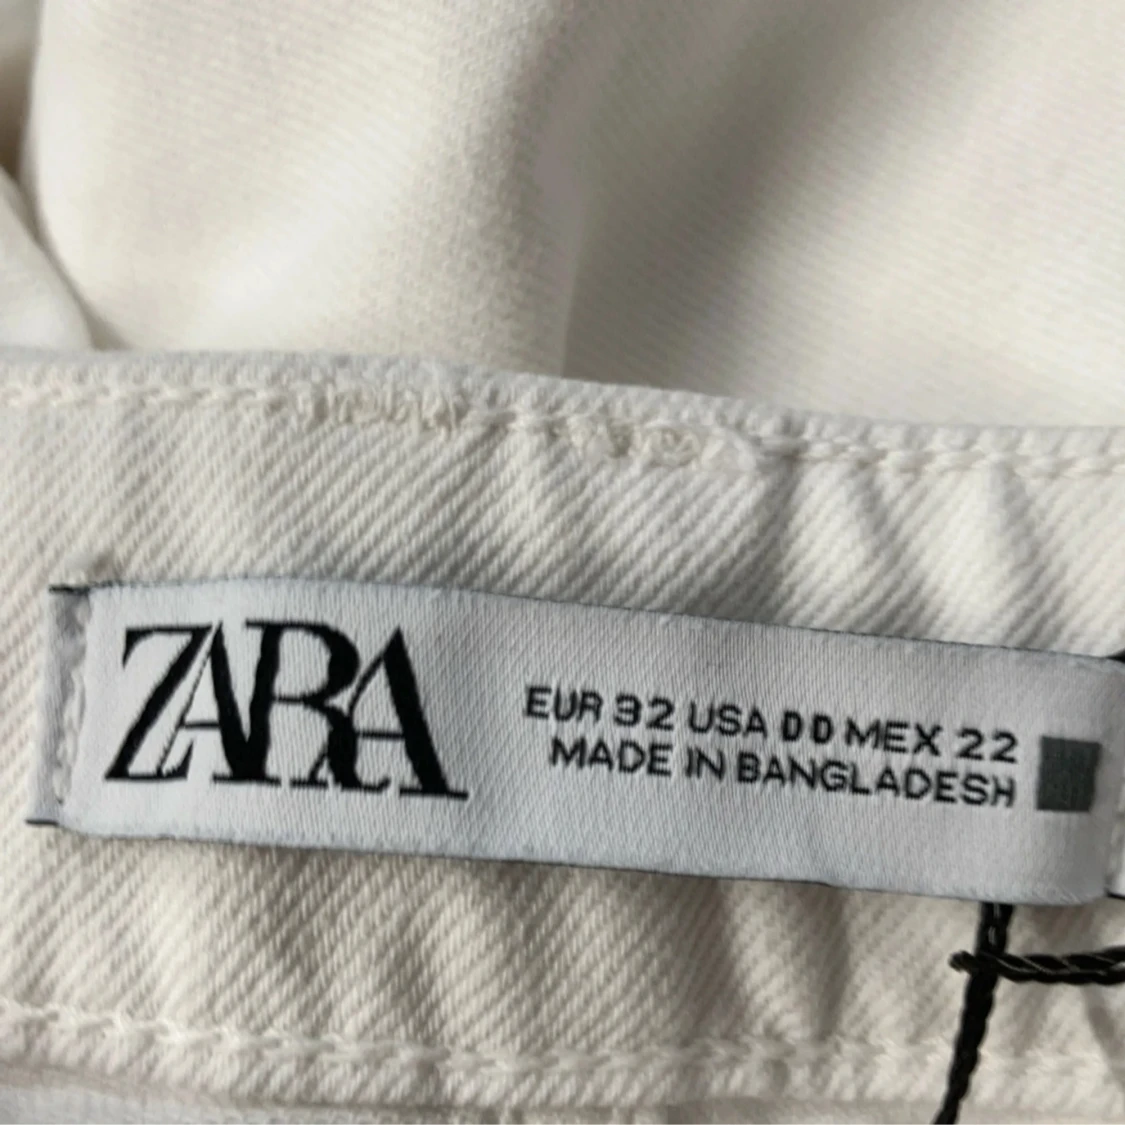 ZARA
EUR 32 USA 00 MEX 22
MADE IN BANGLADESH